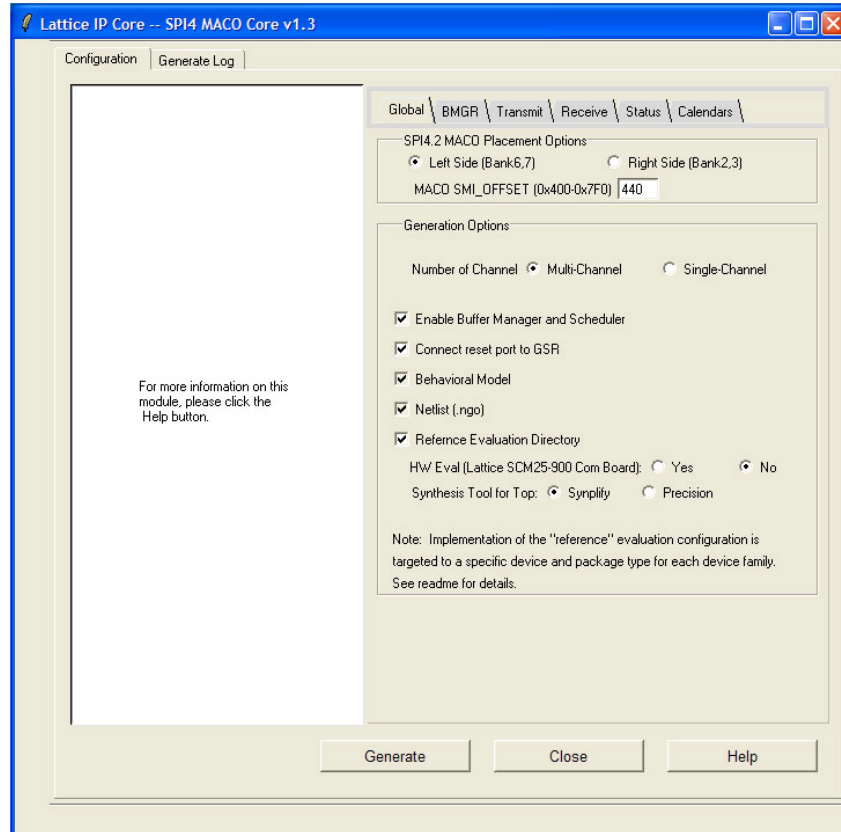 Lattice IP Core -- SPI4 MACO Core v1.3
Configuration Generate Log
Global BMGR Transmit Receive Status Calendars
SPI4.2 MACO Placement Options
Left Side (Bank6,7) Right Side (Bank2,3)
MACO SMI_OFFSET (0x400-0x7F0) 440
Generation Options
Number of Channel Multi-Channel Single-Channel
Enable Buffer Manager and Scheduler
Connect reset port to GSR
Behavioral Model
Netlist (.ngo)
Refernce Evaluation Directory
HW Eval (Lattice SCM25-900 Com Board): Yes No
Synthesis Tool for Top: Synplify Precision
Note: Implementation of the "reference" evaluation configuration is
targeted to a specific device and package type for each device family.
See readme for details.
For more information on this
module, please click the
Help button.
Generate Close Help